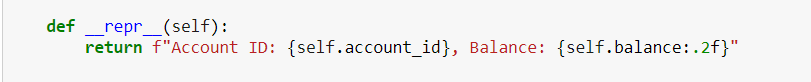 def __repr__(self):
    return f"Account ID: {self.account_id}, Balance: {self.balance:.2f}"